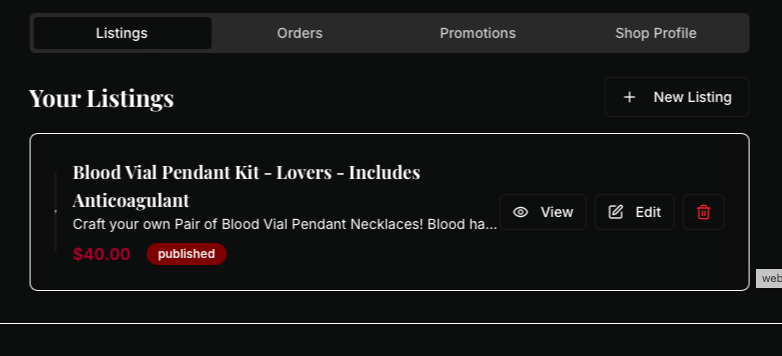 Listings
Orders
Promotions
Shop Profile
Your Listings
+ New Listing
Blood Vial Pendant Kit - Lovers - Includes
Anticoagulant
Craft your own Pair of Blood Vial Pendant Necklaces! Blood ha...
View
Edit
$40.00
published
web